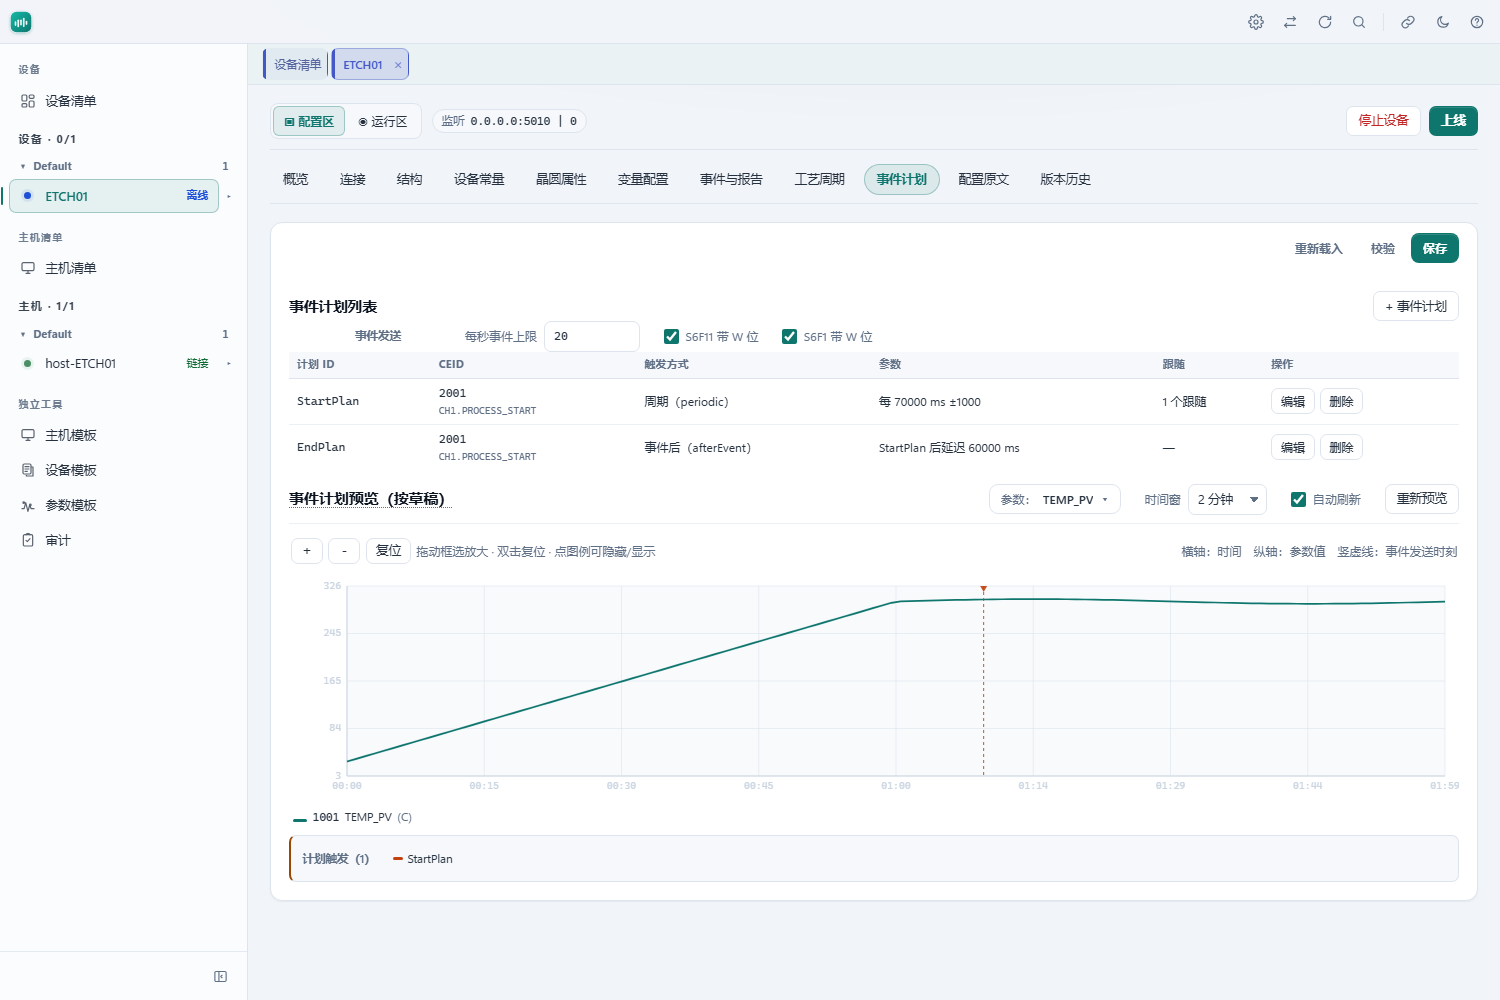 设备
设备清单
设备 · 0/1
Default 1
ETCH01 离线
主机清单
主机清单
主机 · 1/1
Default 1
host-ETCH01 链接
独立工具
主机模板
设备模板
参数模板
审计
设备清单 ETCH01 ×
配置区 运行区 监听 0.0.0.0:5010 | 0 停止设备 上线
概览 连接 结构 设备常量 晶圆属性 变量配置 事件与报告 工艺周期 事件计划 配置原文 版本历史
重新载入 校验 保存
事件计划列表 + 事件计划
事件发送 每秒事件上限 20 S6F11 带 W 位 S6F1 带 W 位
计划 ID CEID 触发方式 参数 跟随 操作
StartPlan 2001 CH1.PROCESS_START 周期（periodic） 每 70000 ms ±1000 1 个跟随 编辑 删除
EndPlan 2001 CH1.PROCESS_START 事件后（afterEvent） StartPlan 后延迟 60000 ms — 编辑 删除
事件计划预览（按草稿） 参数： TEMP_PV 时间窗 2 分钟 自动刷新 重新预览
+ - 复位 拖动框选放大 · 双击复位 · 点图例可隐藏/显示 横轴：时间 纵轴：参数值 竖虚线：事件发送时刻
326
245
165
84
3
00:00 00:15 00:30 00:45 01:00 01:14 01:29 01:44 01:59
1001 TEMP_PV (C)
计划触发 (1) StartPlan